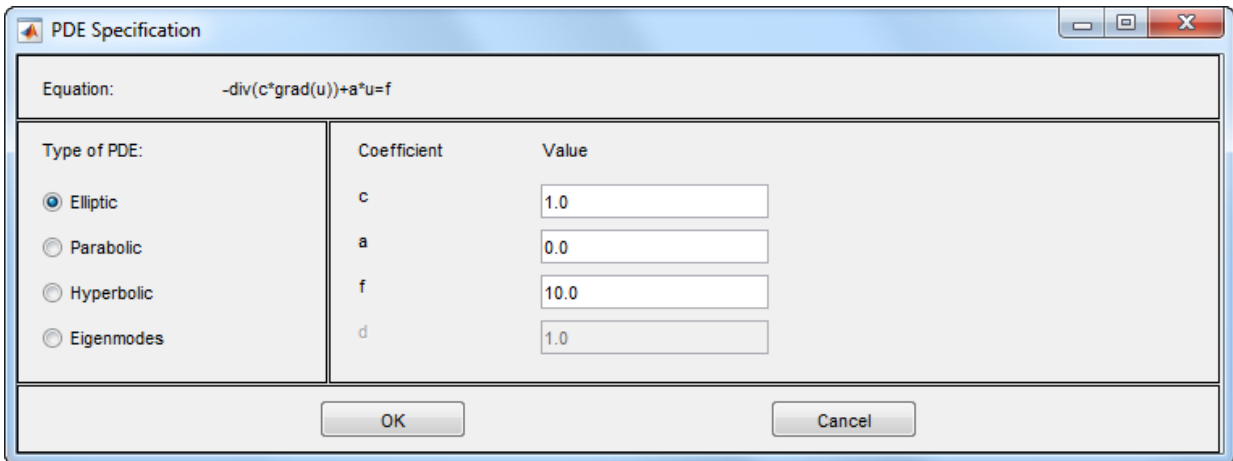 PDE Specification
Equation: -div(c*grad(u))+a*u=f
Type of PDE:
Elliptic
Parabolic
Hyperbolic
Eigenmodes
Coefficient Value
c 1.0
a 0.0
f 10.0
d 1.0
OK Cancel